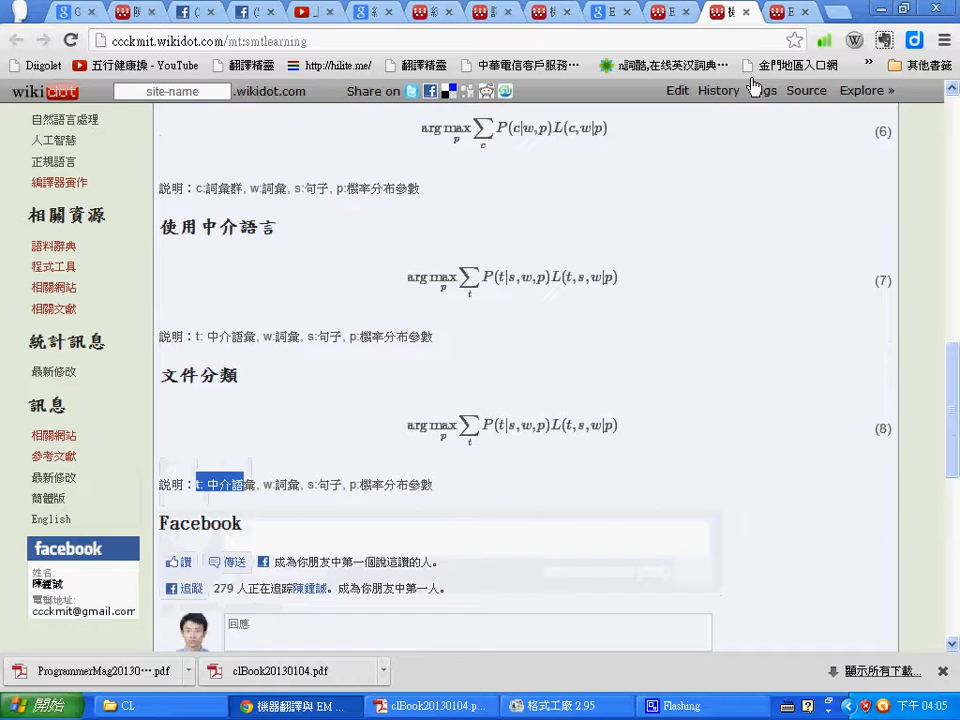 ccckmit.wikidot.com/mt:smtlearning
Diigolet 五行健康操 - YouTube 翻譯精靈 http://hilite.me/ 翻譯精靈 中華電信客戶服務… n詞酷,在线英汉詞典… 金門地區入口網 » 其他書籤
wikidot site-name .wikidot.com Share on Edit History Tags Source Explore »
自然語言處理
人工智慧
正規語言
編譯器實作
相關資源
語料辭典
程式工具
相關網站
相關文獻
統計訊息
最新修改
訊息
相關網站
參考文獻
最新修改
簡體版
English
facebook
姓名:
陳鍾誠
電郵地址:
ccckmit@gmail.com
arg max p ∑ c P(c|w,p)L(c,w|p) (6)
說明：c:詞彙群, w:詞彙, s:句子, p:機率分布參數
使用中介語言
arg max p ∑ t P(t|s,w,p)L(t,s,w|p) (7)
說明：t: 中介語彙, w:詞彙, s:句子, p:機率分布參數
文件分類
arg max p ∑ t P(t|s,w,p)L(t,s,w|p) (8)
說明：t: 中介語彙, w:詞彙, s:句子, p:機率分布參數
Facebook
讚 傳送 成為你朋友中第一個說這讚的人。
追蹤 279 人正在追踪陳鍾誠。成為你朋友中第一人。
回應
ProgrammerMag20130….pdf clBook20130104.pdf 顯示所有下載...
開始 CL 機器翻譯與 EM ... clBook20130104.p... 格式工廠 2.95 Flashing 下午 04:05